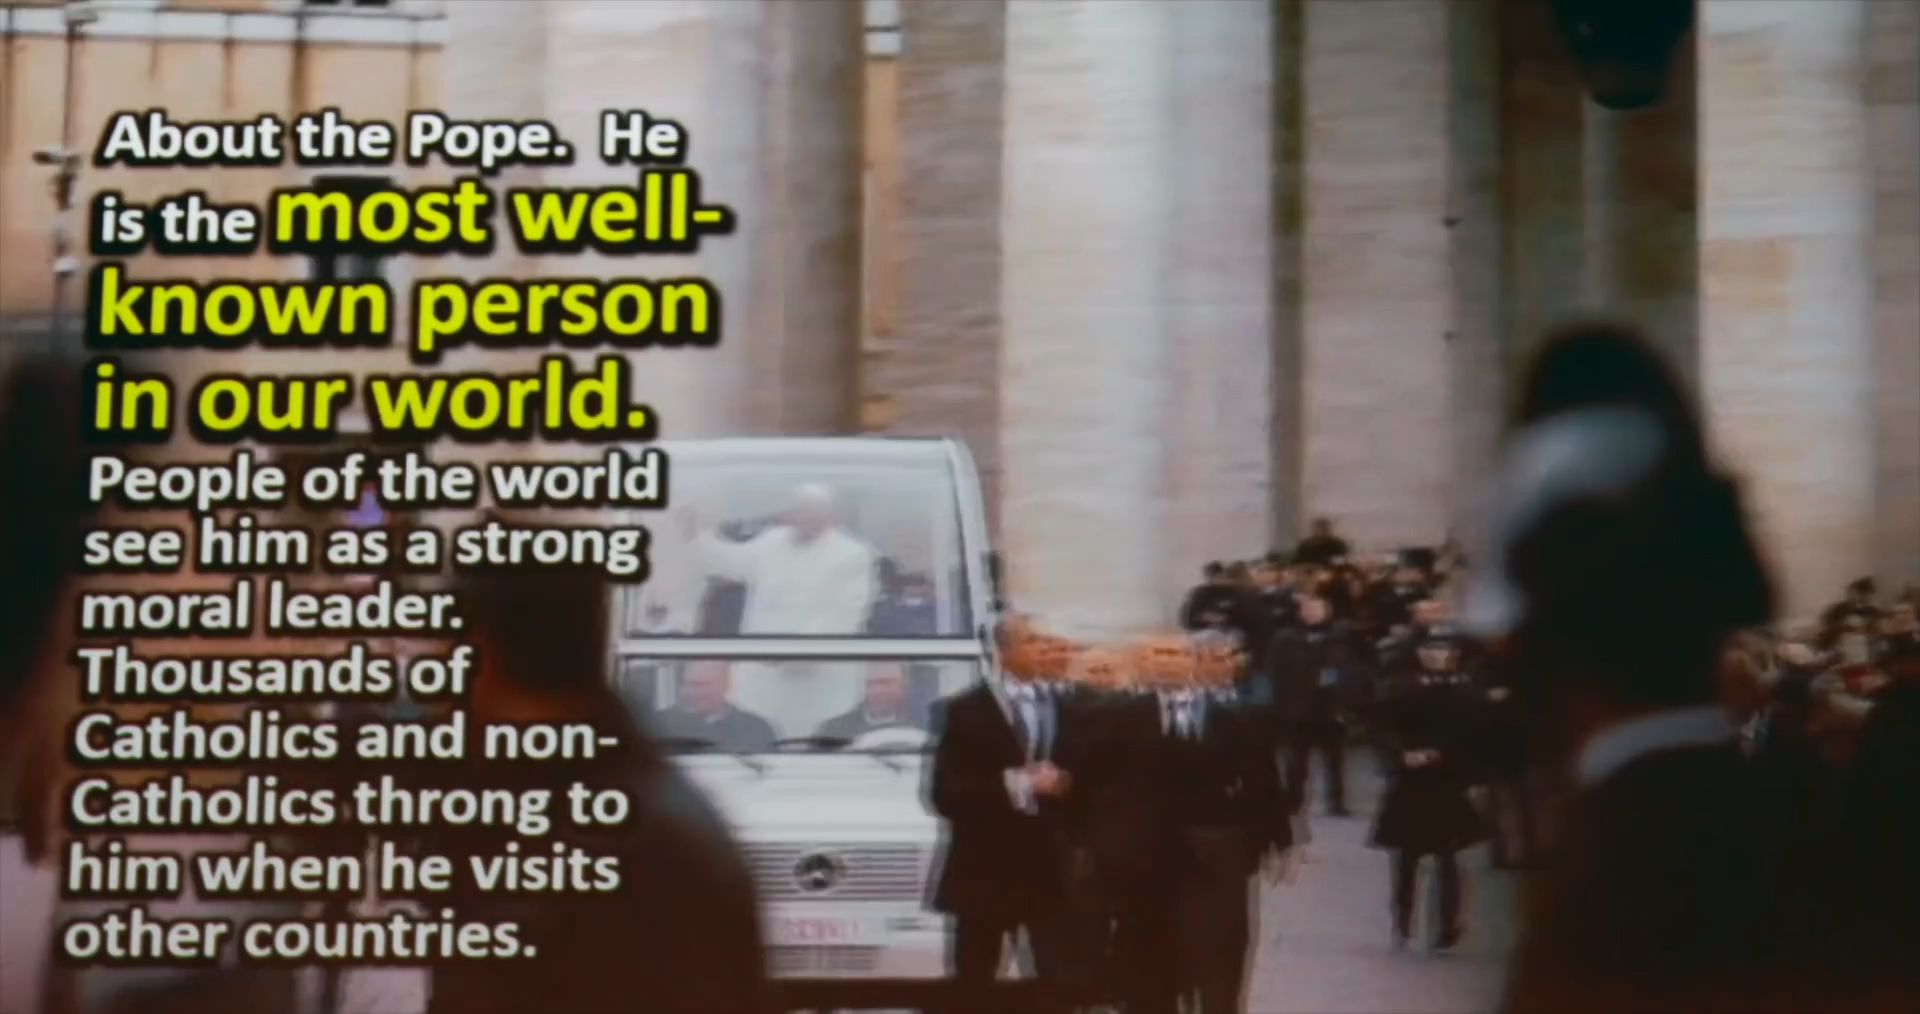 About the Pope. He
is the most well-
known person
in our world.
People of the world
see him as a strong
moral leader.
Thousands of
Catholics and non-
Catholics throng to
him when he visits
other countries.